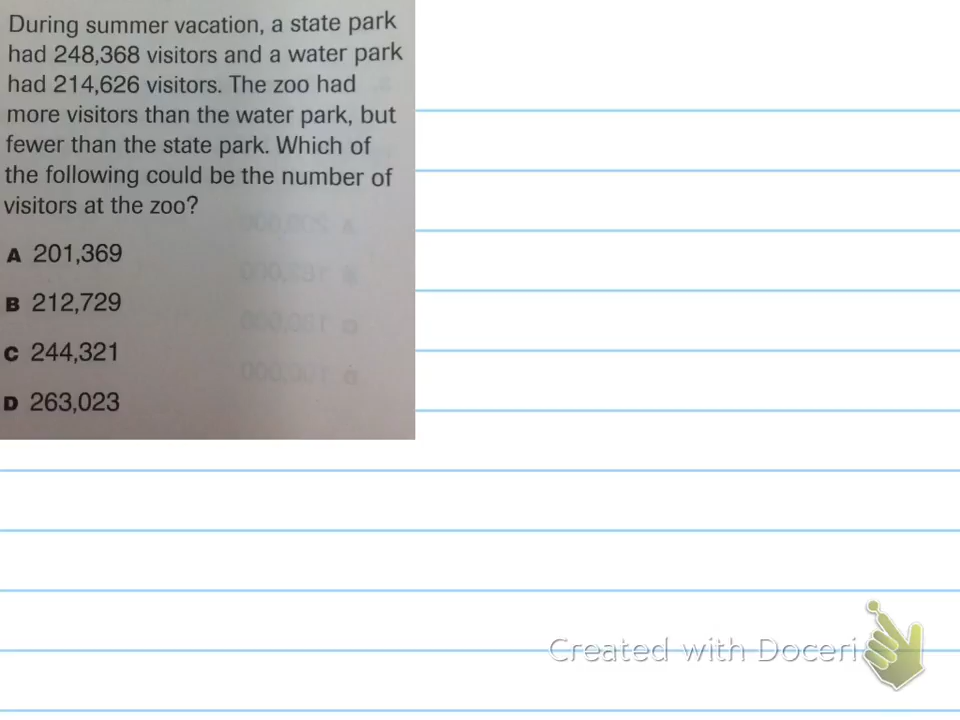 During summer vacation, a state park
had 248,368 visitors and a water park
had 214,626 visitors. The zoo had
more visitors than the water park, but
fewer than the state park. Which of
the following could be the number of
visitors at the zoo?
A 201,369
B 212,729
C 244,321
D 263,023
Created with Doceri